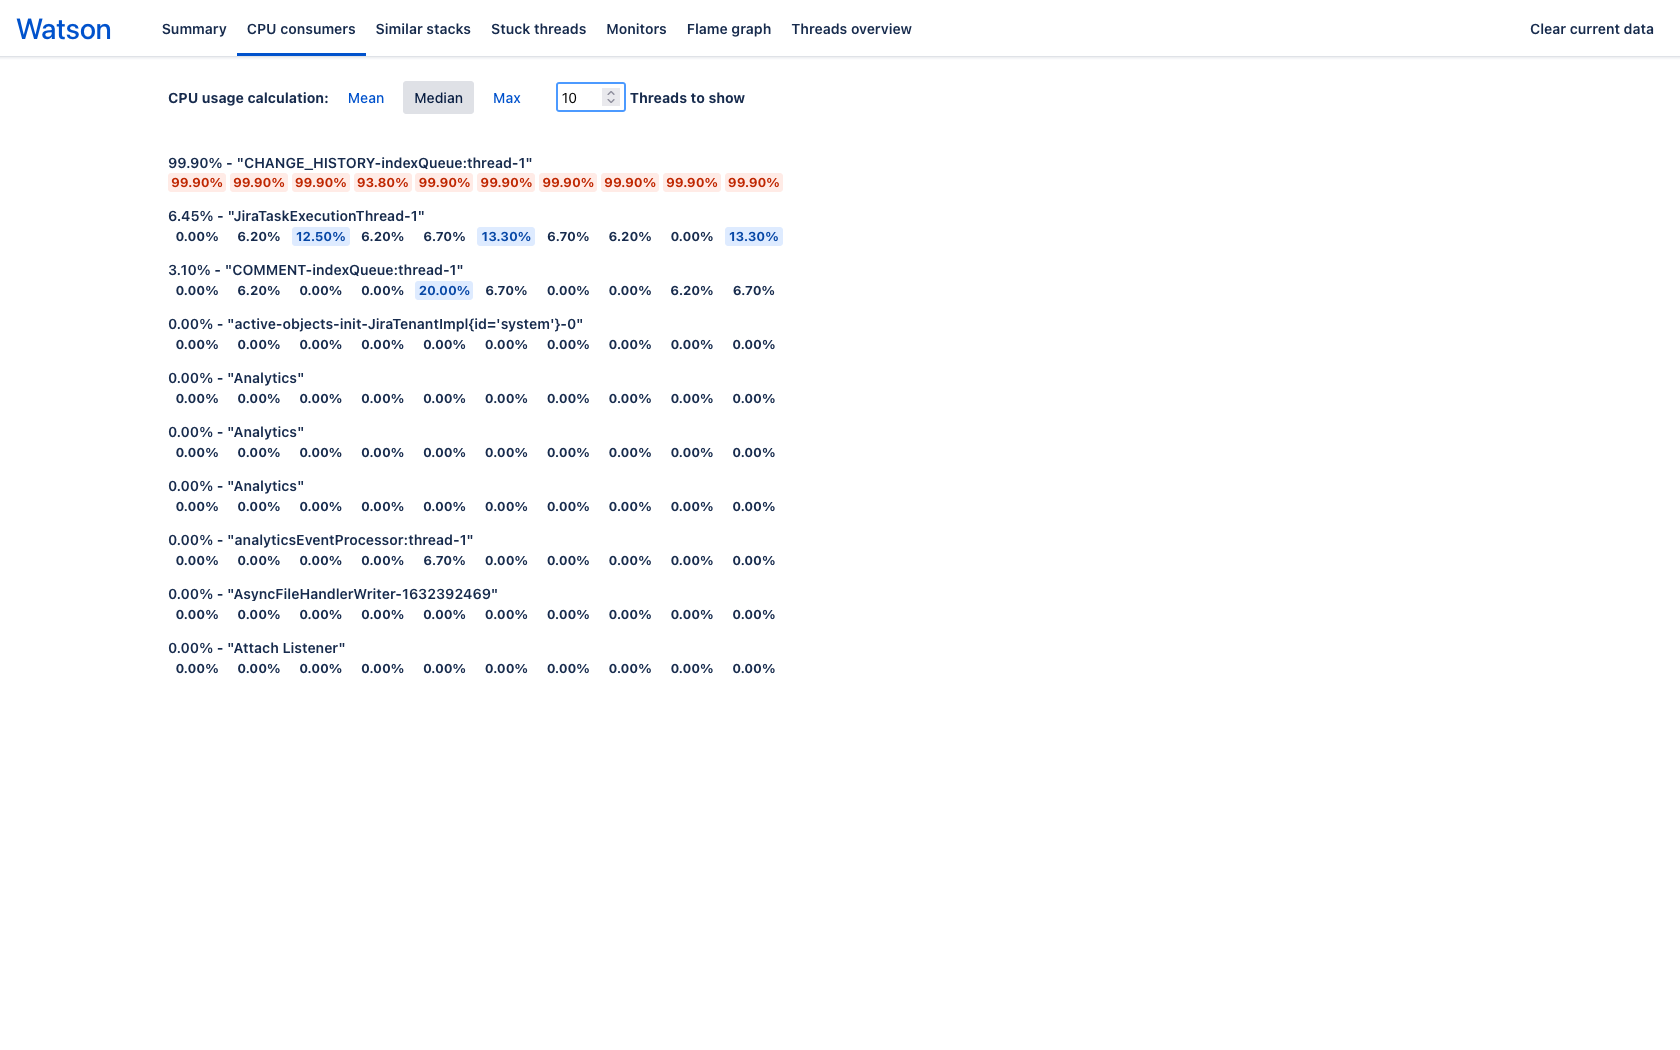 Watson Summary CPU consumers Similar stacks Stuck threads Monitors Flame graph Threads overview Clear current data
CPU usage calculation: Mean Median Max 10 Threads to show
99.90% - "CHANGE_HISTORY-indexQueue:thread-1"
99.90% 99.90% 99.90% 93.80% 99.90% 99.90% 99.90% 99.90% 99.90% 99.90%
6.45% - "JiraTaskExecutionThread-1"
0.00% 6.20% 12.50% 6.20% 6.70% 13.30% 6.70% 6.20% 0.00% 13.30%
3.10% - "COMMENT-indexQueue:thread-1"
0.00% 6.20% 0.00% 0.00% 20.00% 6.70% 0.00% 0.00% 6.20% 6.70%
0.00% - "active-objects-init-JiraTenantImpl{id='system'}-0"
0.00% 0.00% 0.00% 0.00% 0.00% 0.00% 0.00% 0.00% 0.00% 0.00%
0.00% - "Analytics"
0.00% 0.00% 0.00% 0.00% 0.00% 0.00% 0.00% 0.00% 0.00% 0.00%
0.00% - "Analytics"
0.00% 0.00% 0.00% 0.00% 0.00% 0.00% 0.00% 0.00% 0.00% 0.00%
0.00% - "Analytics"
0.00% 0.00% 0.00% 0.00% 0.00% 0.00% 0.00% 0.00% 0.00% 0.00%
0.00% - "analyticsEventProcessor:thread-1"
0.00% 0.00% 0.00% 0.00% 6.70% 0.00% 0.00% 0.00% 0.00% 0.00%
0.00% - "AsyncFileHandlerWriter-1632392469"
0.00% 0.00% 0.00% 0.00% 0.00% 0.00% 0.00% 0.00% 0.00% 0.00%
0.00% - "Attach Listener"
0.00% 0.00% 0.00% 0.00% 0.00% 0.00% 0.00% 0.00% 0.00% 0.00%